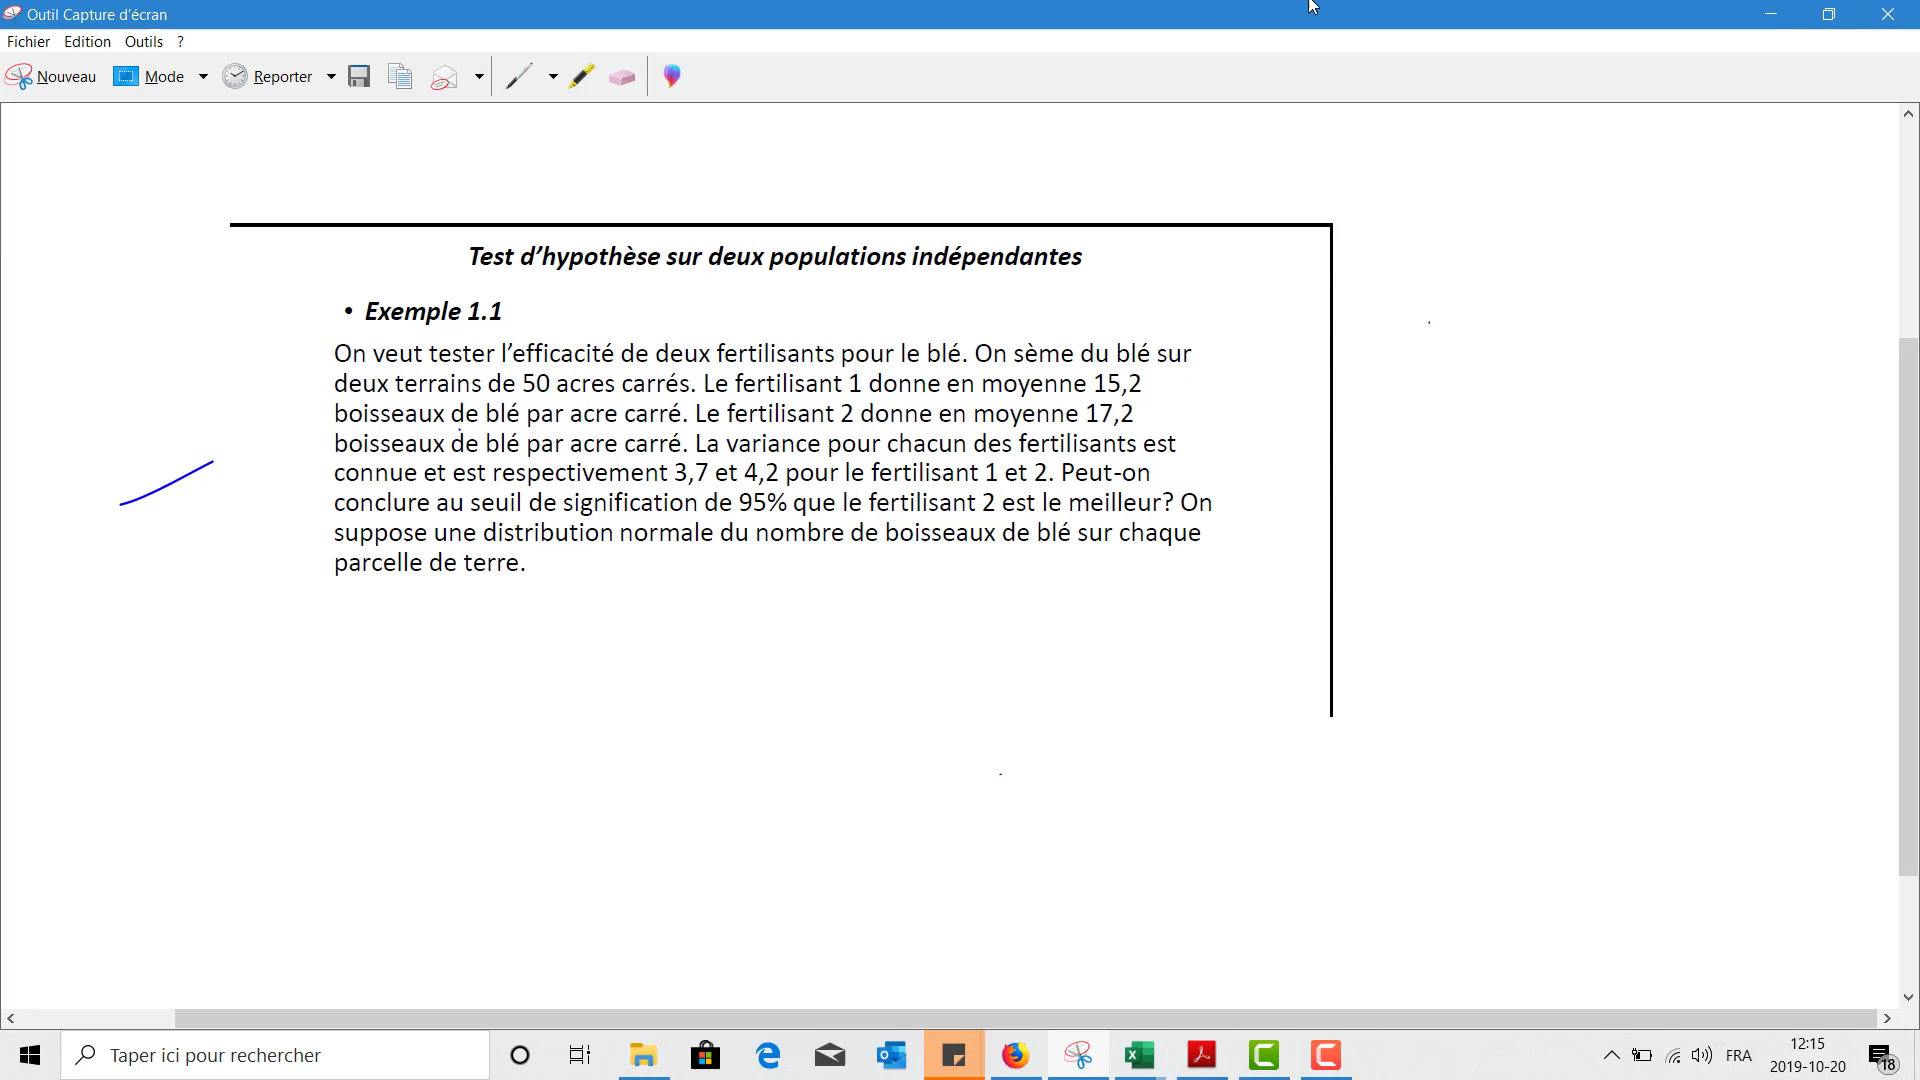 Outil Capture d'écran
Fichier Edition Outils ?
Nouveau Mode Reporter
Test d'hypothèse sur deux populations indépendantes
• Exemple 1.1
On veut tester l'efficacité de deux fertilisants pour le blé. On sème du blé sur
deux terrains de 50 acres carrés. Le fertilisant 1 donne en moyenne 15,2
boisseaux de blé par acre carré. Le fertilisant 2 donne en moyenne 17,2
boisseaux de blé par acre carré. La variance pour chacun des fertilisants est
connue et est respectivement 3,7 et 4,2 pour le fertilisant 1 et 2. Peut-on
conclure au seuil de signification de 95% que le fertilisant 2 est le meilleur? On
suppose une distribution normale du nombre de boisseaux de blé sur chaque
parcelle de terre.
Taper ici pour rechercher
FRA
12:15
2019-10-20
18